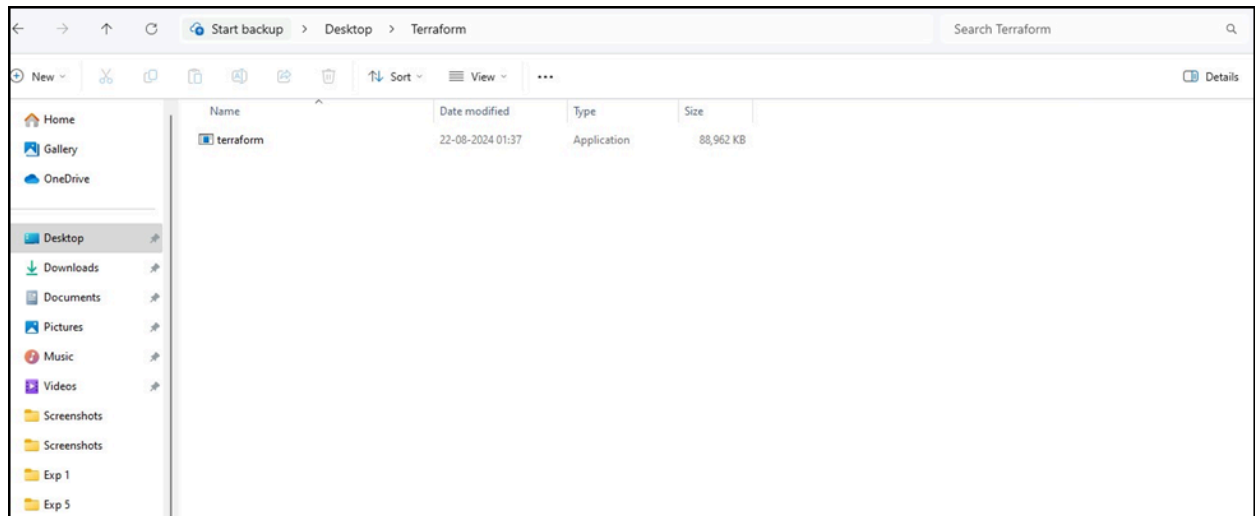 Start backup > Desktop > Terraform Search Terraform
New Sort View ... Details
Name Date modified Type Size
Home
terraform 22-08-2024 01:37 Application 88,962 KB
Gallery
OneDrive
Desktop
Downloads
Documents
Pictures
Music
Videos
Screenshots
Screenshots
Exp 1
Exp 5